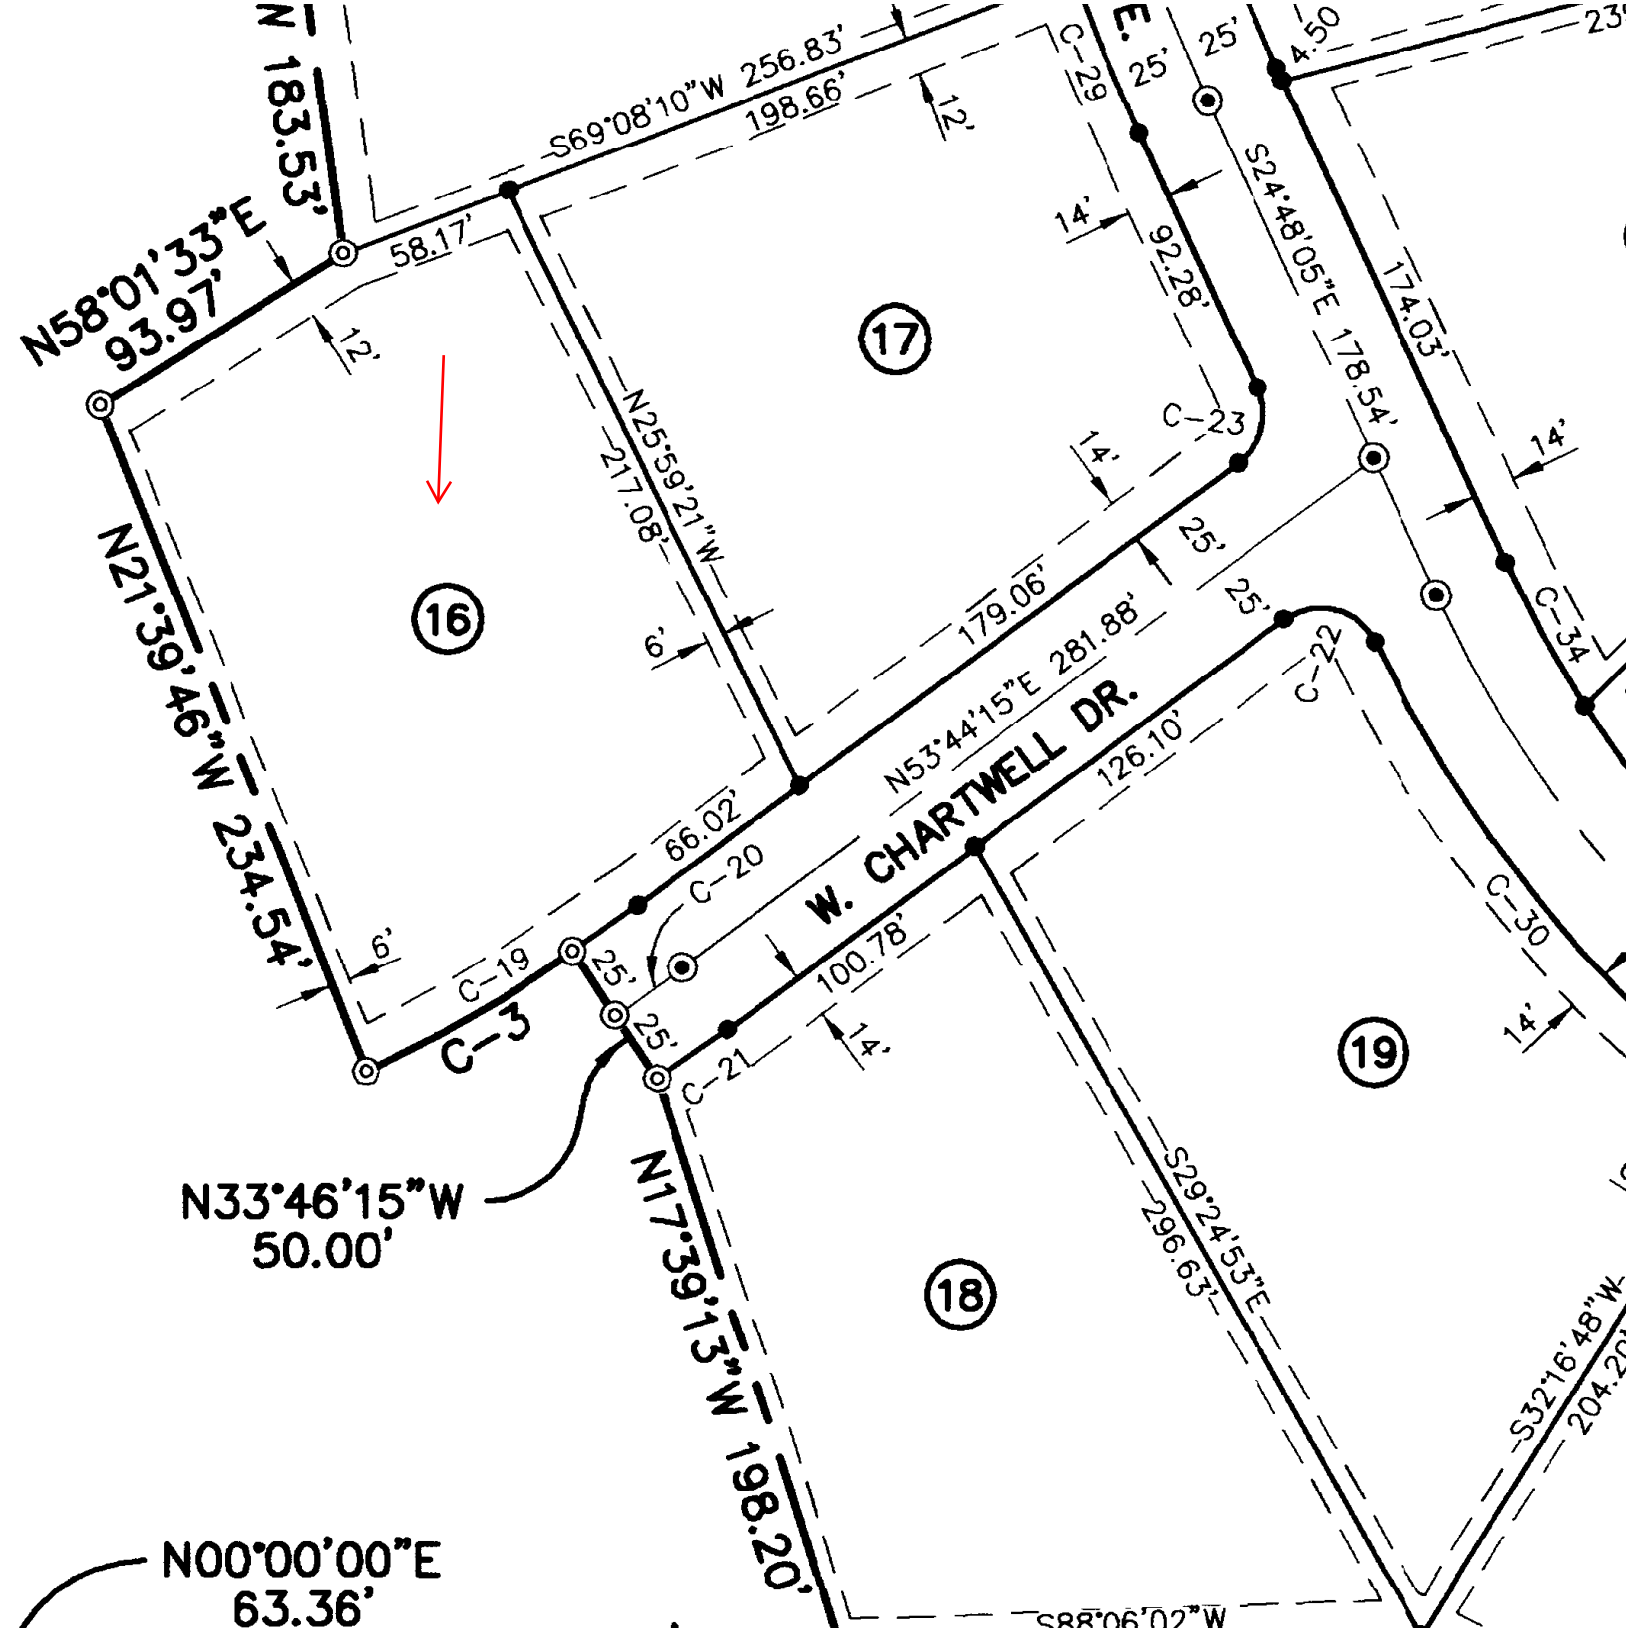 N 183.53'
S69°08'10"W 256.83'
198.66'
12'
C-29
E.
25'
25'
4.50
N58°01'33"E
93.97'
58.17'
12'
14'
92.28'
S24°48'05"E 178.54'
174.03'
17
N25°59'21"W
217.08'
C-23
14'
14'
25'
25'
N21°39'46"W 234.54'
16
6'
179.06'
N53°44'15"E 281.88'
W. CHARTWELL DR.
C-22
C-34
126.10'
66.02'
C-20
6'
C-19
C-3
25'
25'
100.78'
14'
C-21
C-30
14'
19
N33°46'15"W
50.00'
N17°39'13"W 198.20'
18
S29°24'53"E
296.63'
S32°16'48"W
204.20'
N00°00'00"E
63.36'
S88°06'02"W